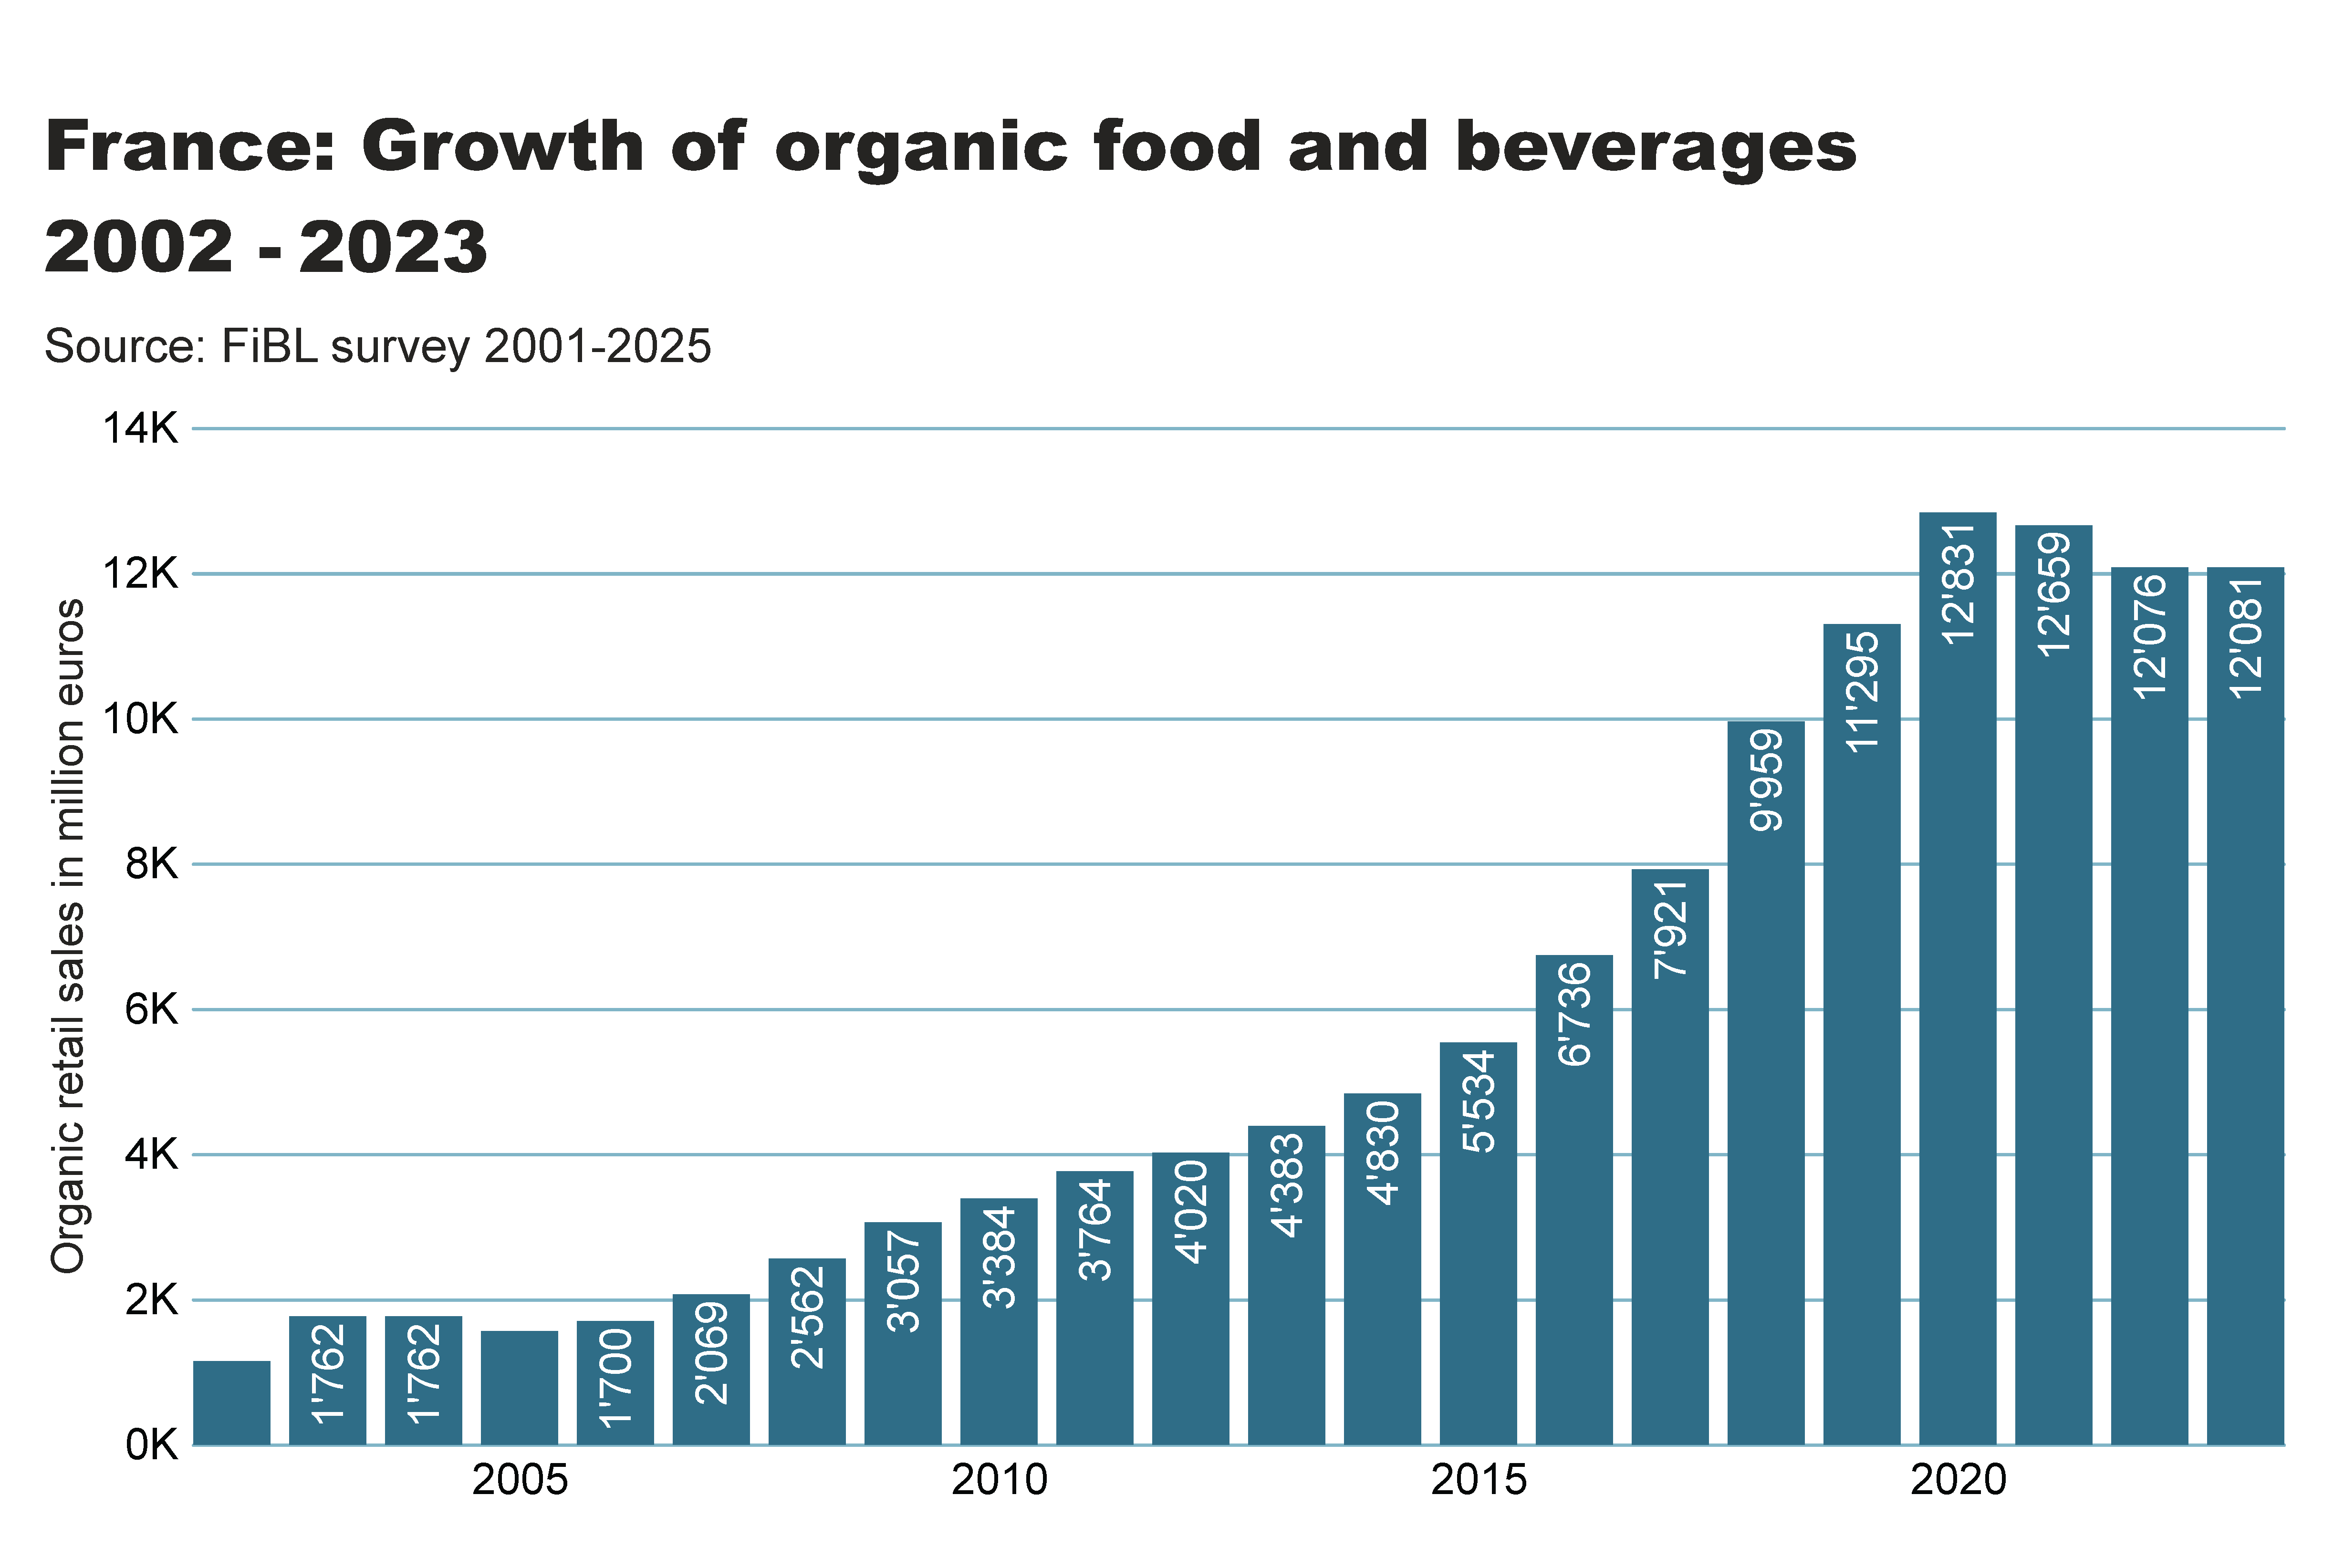 France: Growth of organic food and beverages
2002 - 2023
Source: FiBL survey 2001-2025
Organic retail sales in million euros
14K
12K
10K
8K
6K
4K
2K
0K
1'762
1'762
1'700
2'069
2'562
3'057
3'384
3'764
4'020
4'383
4'830
5'534
6'736
7'921
9'959
11'295
12'831
12'659
12'076
12'081
2005
2010
2015
2020